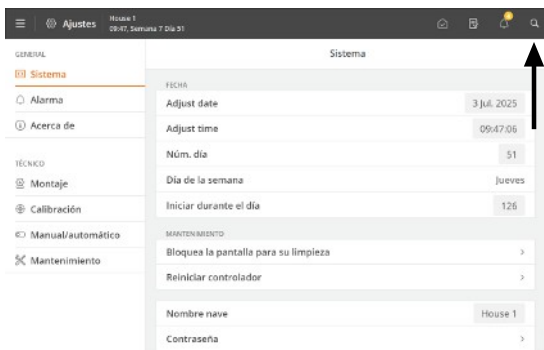 Ajustes
House 1
09:47, Semana 7 Día 51
GENERAL
Sistema
Alarma
Acerca de
TÉCNICO
Montaje
Calibración
Manual/automático
Mantenimiento
Sistema
FECHA
Adjust date 3 Jul. 2025
Adjust time 09:47:06
Núm. día 51
Día de la semana Jueves
Iniciar durante el día 126
MANTENIMIENTO
Bloquea la pantalla para su limpieza
Reiniciar controlador
Nombre nave House 1
Contraseña